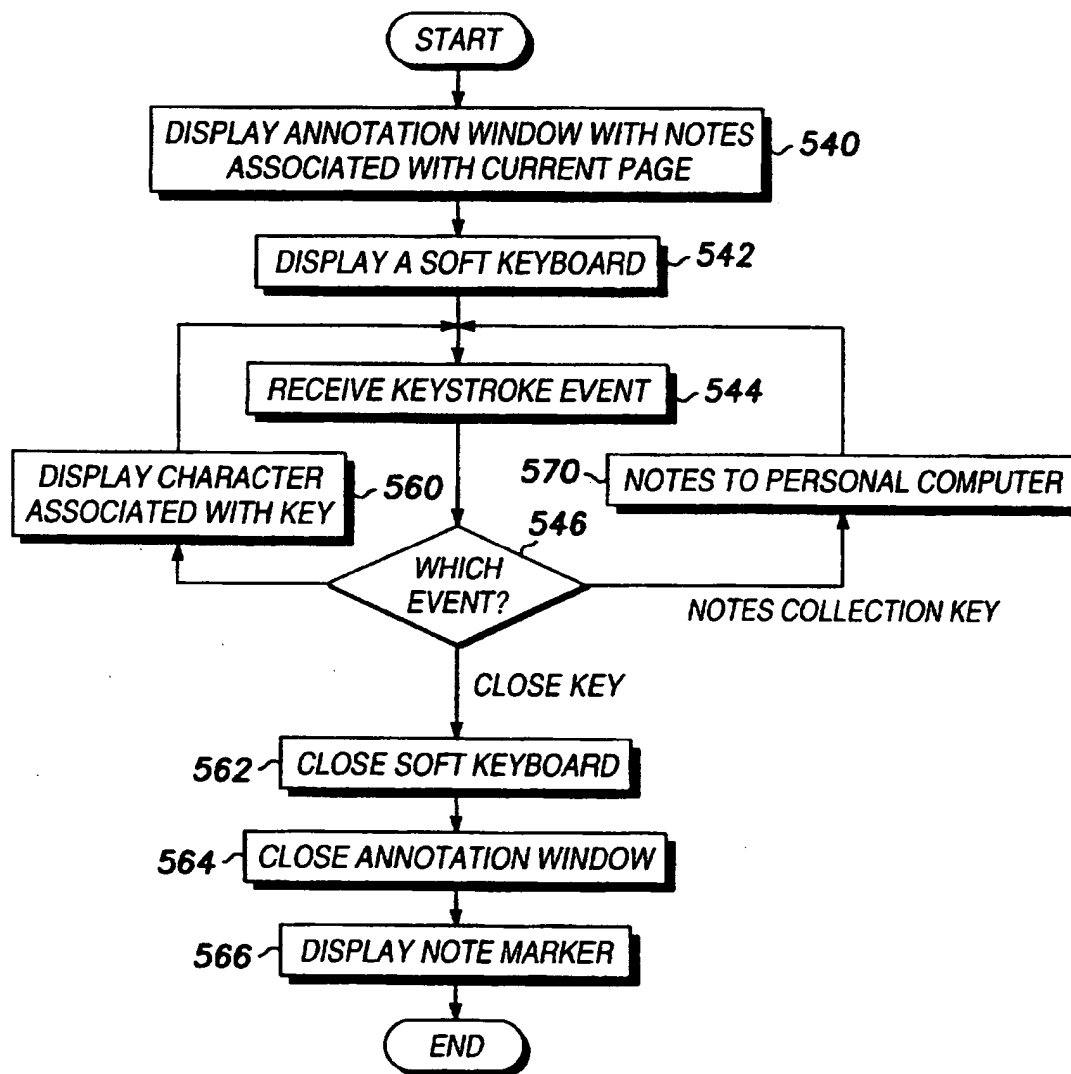 START
DISPLAY ANNOTATION WINDOW WITH NOTES
ASSOCIATED WITH CURRENT PAGE
540
DISPLAY A SOFT KEYBOARD
542
RECEIVE KEYSTROKE EVENT
544
DISPLAY CHARACTER
ASSOCIATED WITH KEY
560
570
NOTES TO PERSONAL COMPUTER
546
WHICH
EVENT?
NOTES COLLECTION KEY
CLOSE KEY
562
CLOSE SOFT KEYBOARD
564
CLOSE ANNOTATION WINDOW
566
DISPLAY NOTE MARKER
END